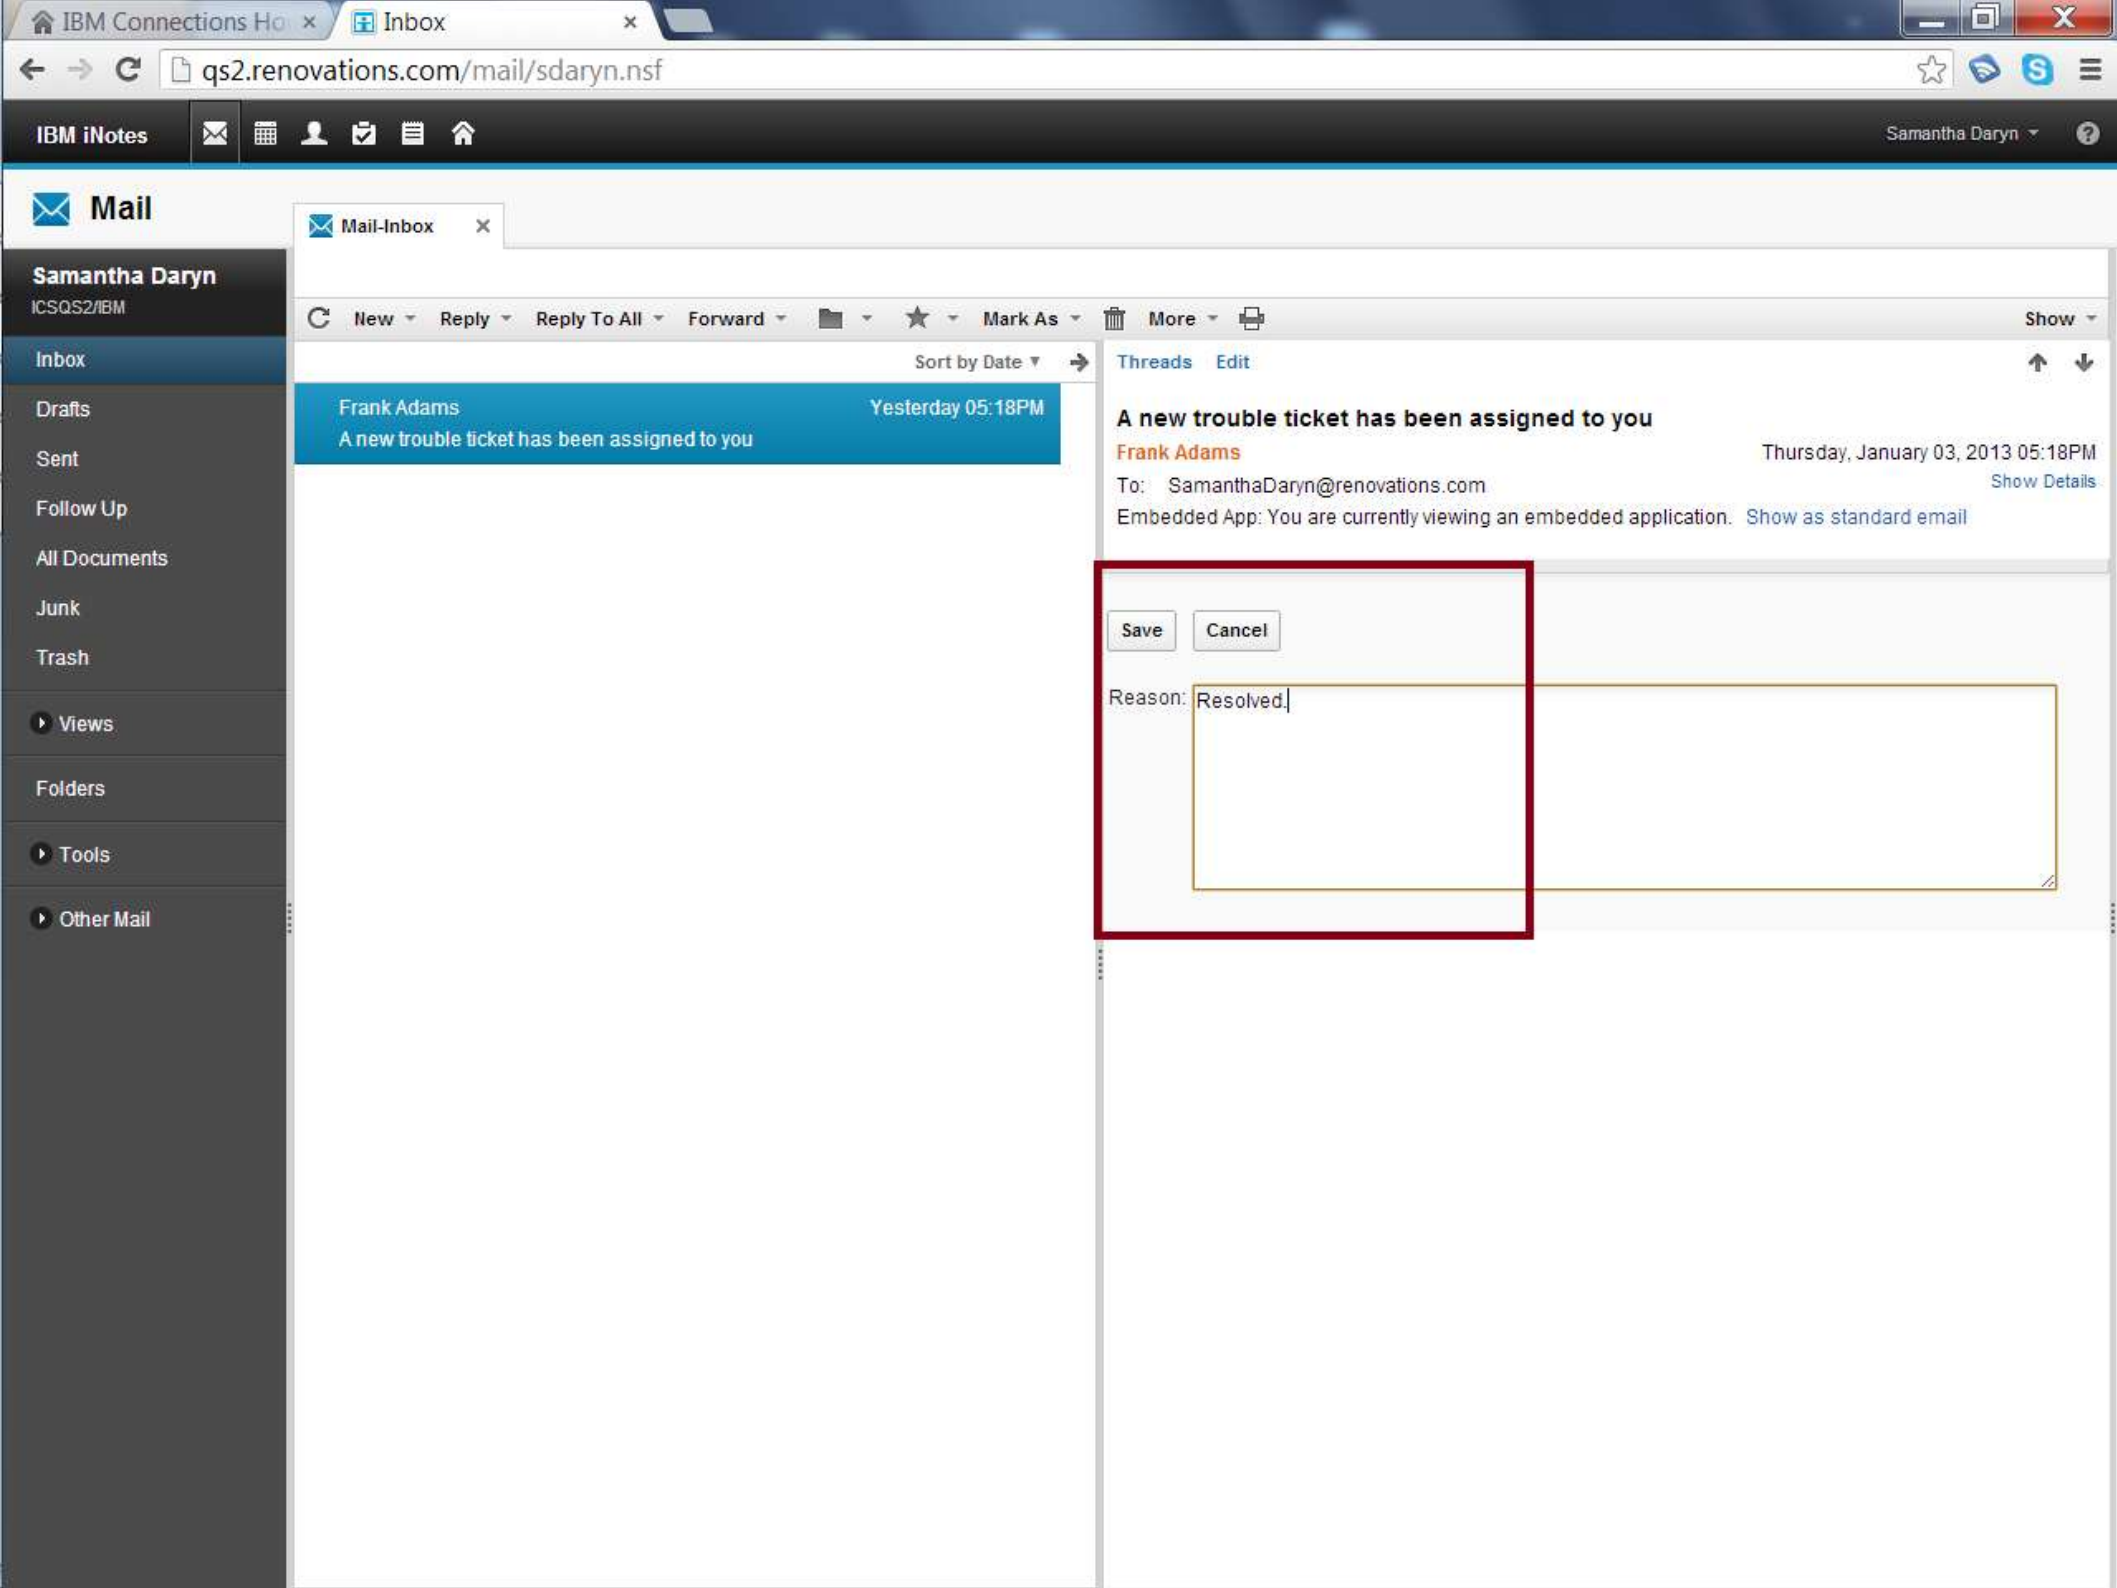 IBM Connections Ho
Inbox
qs2.renovations.com/mail/sdaryn.nsf
IBM iNotes
Samantha Daryn
Mail
Mail-Inbox
Samantha Daryn
ICSQS2/IBM
New Reply Reply To All Forward Mark As More Show
Inbox
Drafts
Sent
Follow Up
All Documents
Junk
Trash
Views
Folders
Tools
Other Mail
Sort by Date
Frank Adams Yesterday 05:18PM
A new trouble ticket has been assigned to you
Threads Edit
A new trouble ticket has been assigned to you
Frank Adams Thursday, January 03, 2013 05:18PM
To: SamanthaDaryn@renovations.com Show Details
Embedded App: You are currently viewing an embedded application. Show as standard email
Save Cancel
Reason: Resolved.